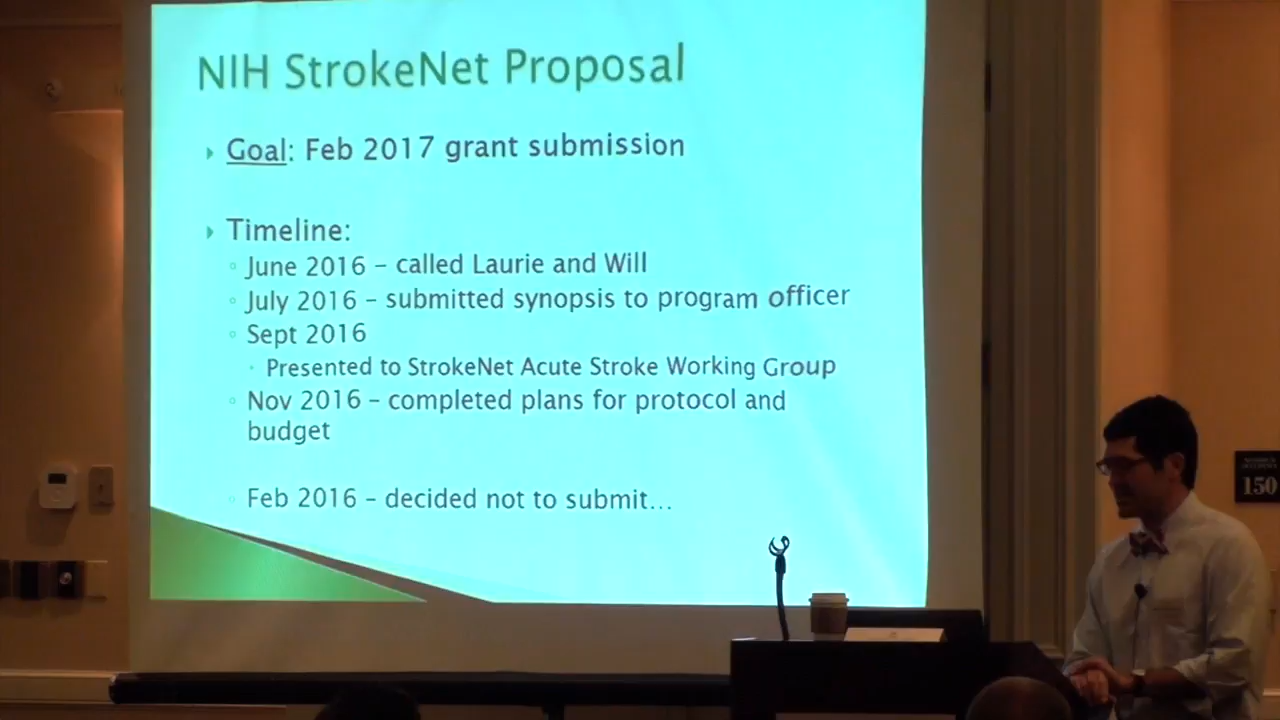 NIH StrokeNet Proposal
Goal: Feb 2017 grant submission
Timeline:
June 2016 – called Laurie and Will
July 2016 – submitted synopsis to program officer
Sept 2016
Presented to StrokeNet Acute Stroke Working Group
Nov 2016 – completed plans for protocol and
budget
Feb 2016 – decided not to submit...
150